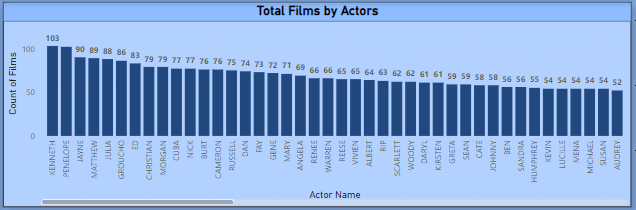 Total Films by Actors
Count of Films
100
50
0
103 90 89 88 86 83 79 79 77 77 76 76 75 74 73 72 71 69 66 66 65 65 64 63 62 62 61 61 59 59 58 58 56 56 55 54 54 54 54 54 52
KENNETH
PENELOPE
JAYNE
MATTHEW
JULIA
GROUCHO
ED
CHRISTIAN
MORGAN
CUBA
NICK
BURT
CAMERON
RUSSELL
DAN
FAY
GENE
MARY
ANGELA
RENEE
WARREN
REESE
VIVIEN
ALBERT
RIP
SCARLETT
WOODY
DARYL
KIRSTEN
GRETA
SEAN
CATE
JOHNNY
BEN
SANDRA
HUMPHREY
KEVIN
LUCILLE
MENA
MICHAEL
SUSAN
AUDREY
Actor Name